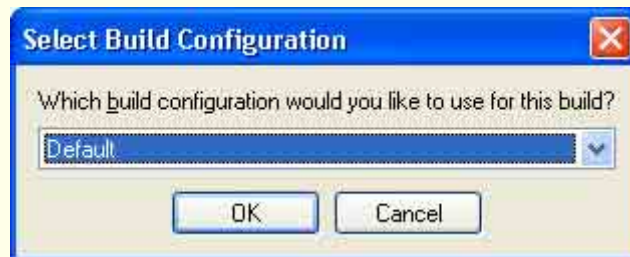 Select Build Configuration
Which build configuration would you like to use for this build?
Default
OK
Cancel